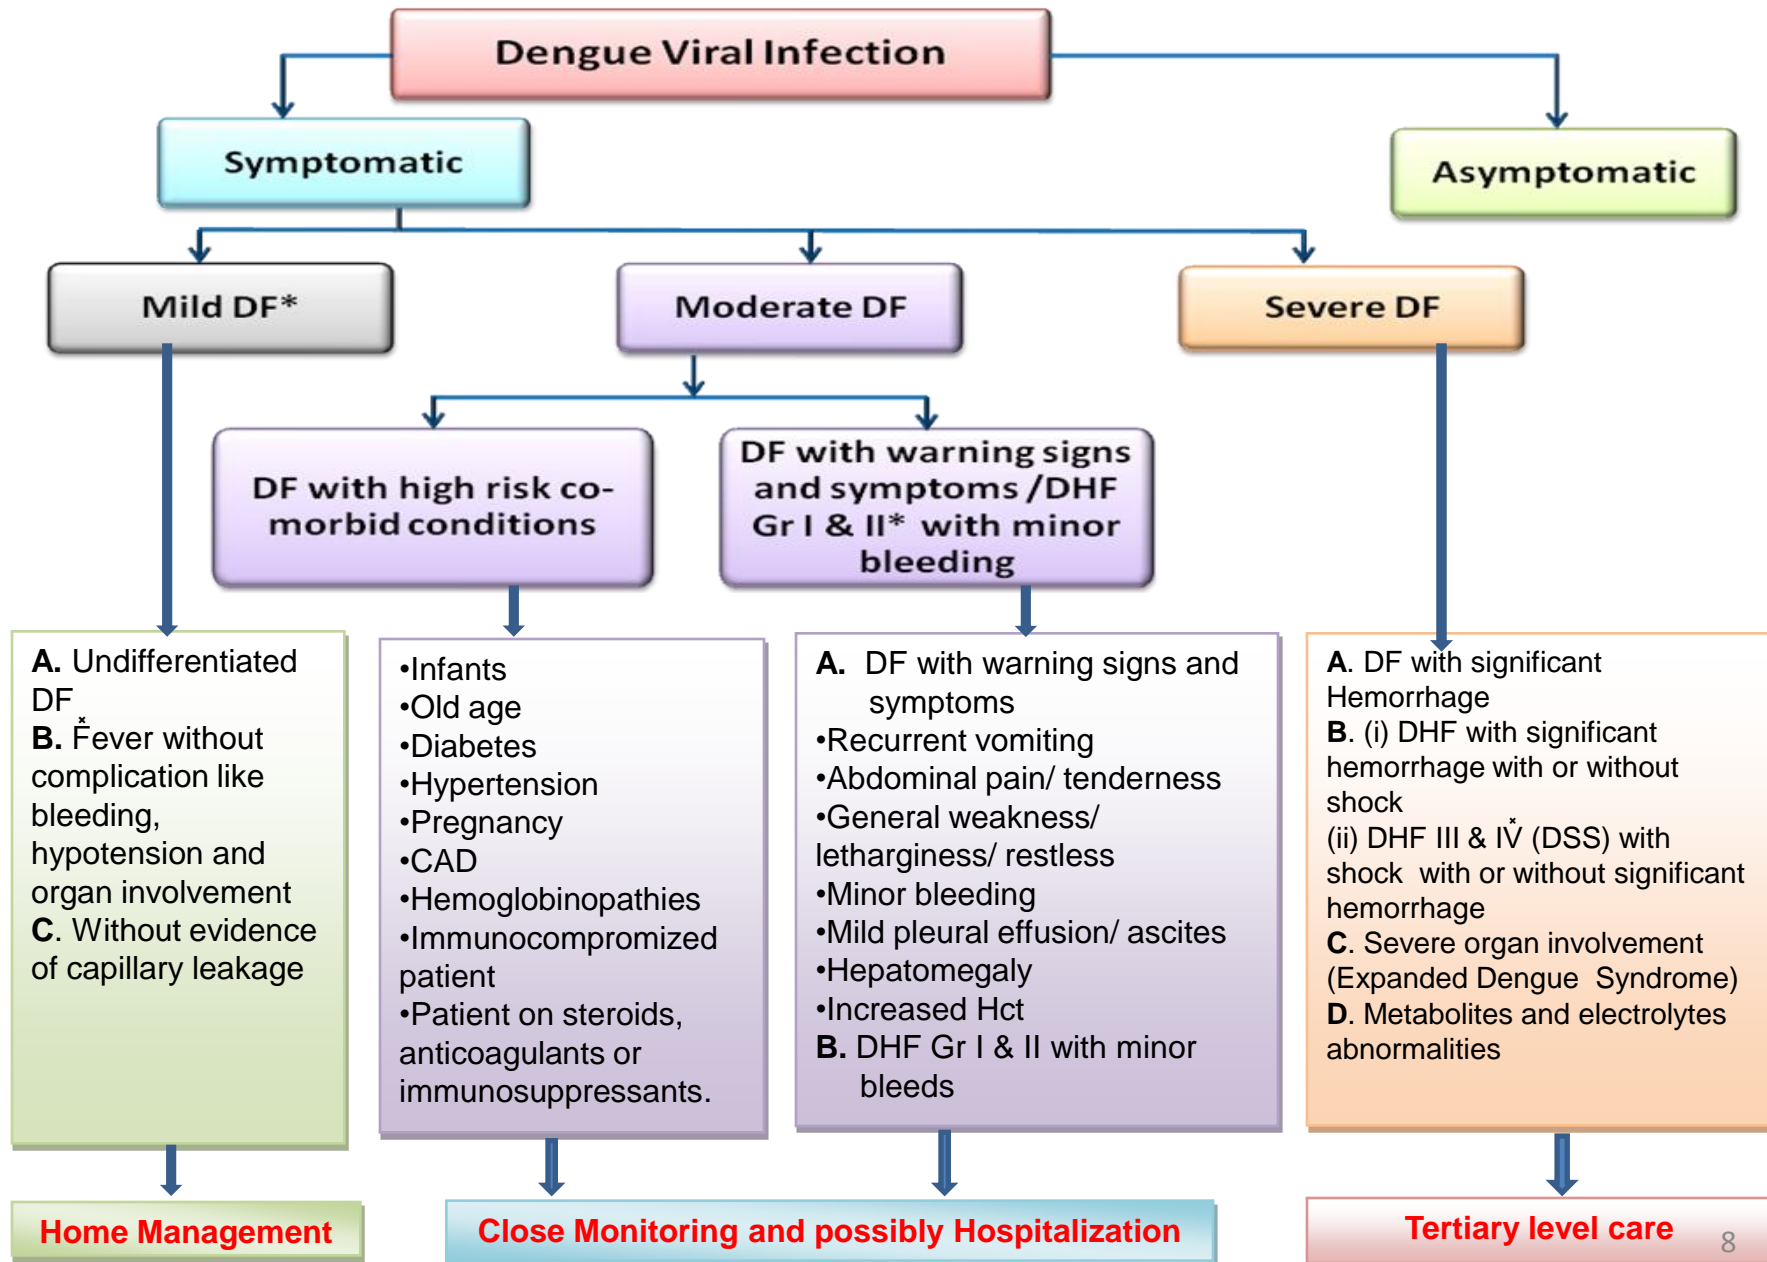 Dengue Viral Infection
Symptomatic
Asymptomatic
Mild DF*
Moderate DF
Severe DF
DF with high risk co-
morbid conditions
DF with warning signs
and symptoms /DHF
Gr I & II* with minor
bleeding
A. Undifferentiated
DF
B. Fever without
complication like
bleeding,
hypotension and
organ involvement
C. Without evidence
of capillary leakage
•Infants
•Old age
•Diabetes
•Hypertension
•Pregnancy
•CAD
•Hemoglobinopathies
•Immunocompromized
patient
•Patient on steroids,
anticoagulants or
immunosuppressants.
A. DF with warning signs and
symptoms
•Recurrent vomiting
•Abdominal pain/ tenderness
•General weakness/
letharginess/ restless
•Minor bleeding
•Mild pleural effusion/ ascites
•Hepatomegaly
•Increased Hct
B. DHF Gr I & II with minor
bleeds
A. DF with significant
Hemorrhage
B. (i) DHF with significant
hemorrhage with or without
shock
(ii) DHF III & IV* (DSS) with
shock with or without significant
hemorrhage
C. Severe organ involvement
(Expanded Dengue Syndrome)
D. Metabolites and electrolytes
abnormalities
Home Management
Close Monitoring and possibly Hospitalization
Tertiary level care
8